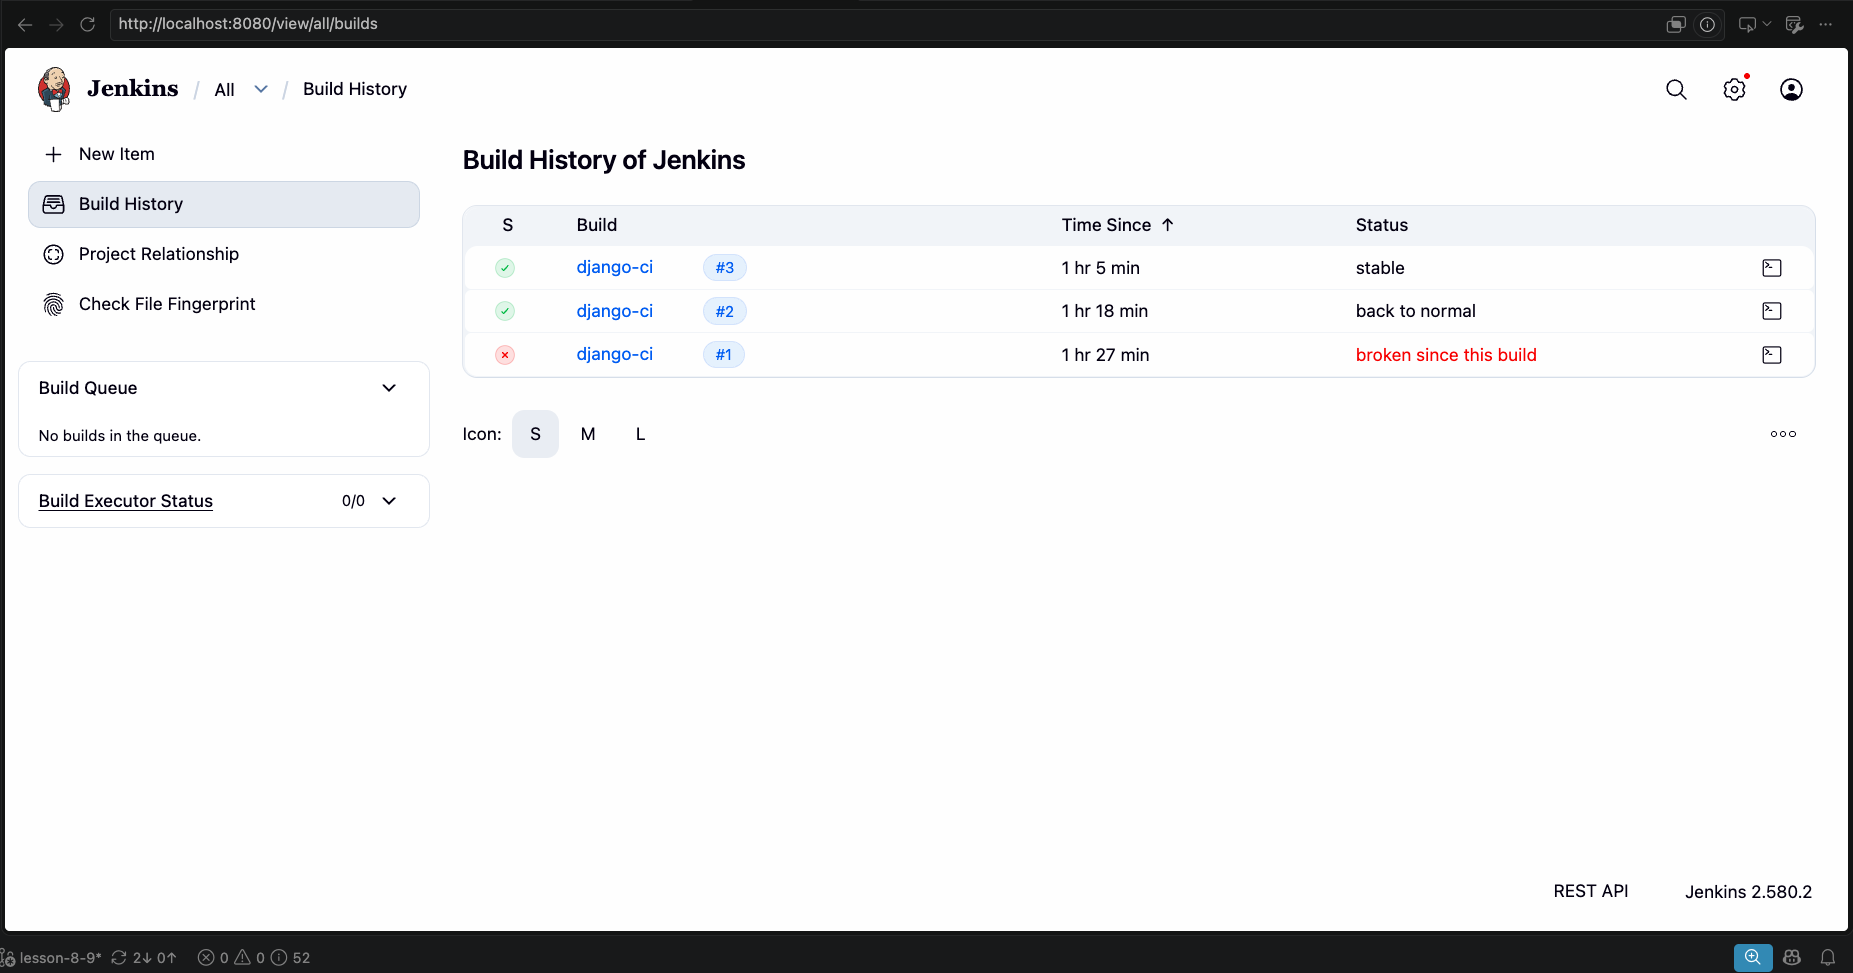 http://localhost:8080/view/all/builds
Jenkins / All / Build History
New Item
Build History
Project Relationship
Check File Fingerprint
Build Queue
No builds in the queue.
Build Executor Status 0/0
Build History of Jenkins
S Build Time Since ↑ Status
django-ci #3 1 hr 5 min stable
django-ci #2 1 hr 18 min back to normal
django-ci #1 1 hr 27 min broken since this build
Icon: S M L
REST API Jenkins 2.580.2
lesson-8-9* 2↓ 0↑ 0 0 52